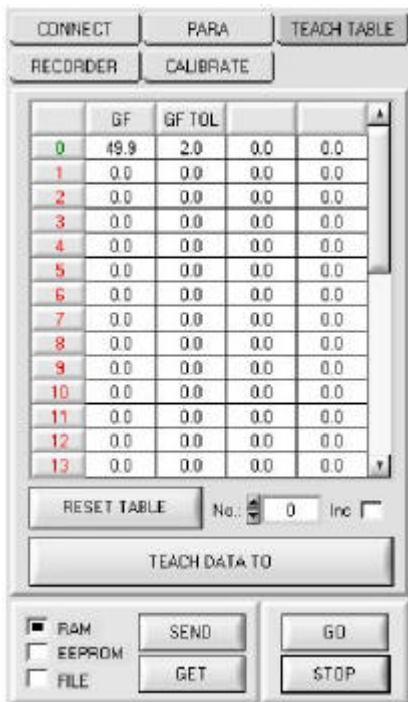 CONNECT PARA TEACH TABLE
RECORDER CALIBRATE
GF GF TOL
0 49.9 2.0 0.0 0.0
1 0.0 0.0 0.0 0.0
2 0.0 0.0 0.0 0.0
3 0.0 0.0 0.0 0.0
4 0.0 0.0 0.0 0.0
5 0.0 0.0 0.0 0.0
6 0.0 0.0 0.0 0.0
7 0.0 0.0 0.0 0.0
8 0.0 0.0 0.0 0.0
9 0.0 0.0 0.0 0.0
10 0.0 0.0 0.0 0.0
11 0.0 0.0 0.0 0.0
12 0.0 0.0 0.0 0.0
13 0.0 0.0 0.0 0.0
RESET TABLE No.: 0 Inc
TEACH DATA TO
RAM SEND GO
EEPROM
FILE GET STOP